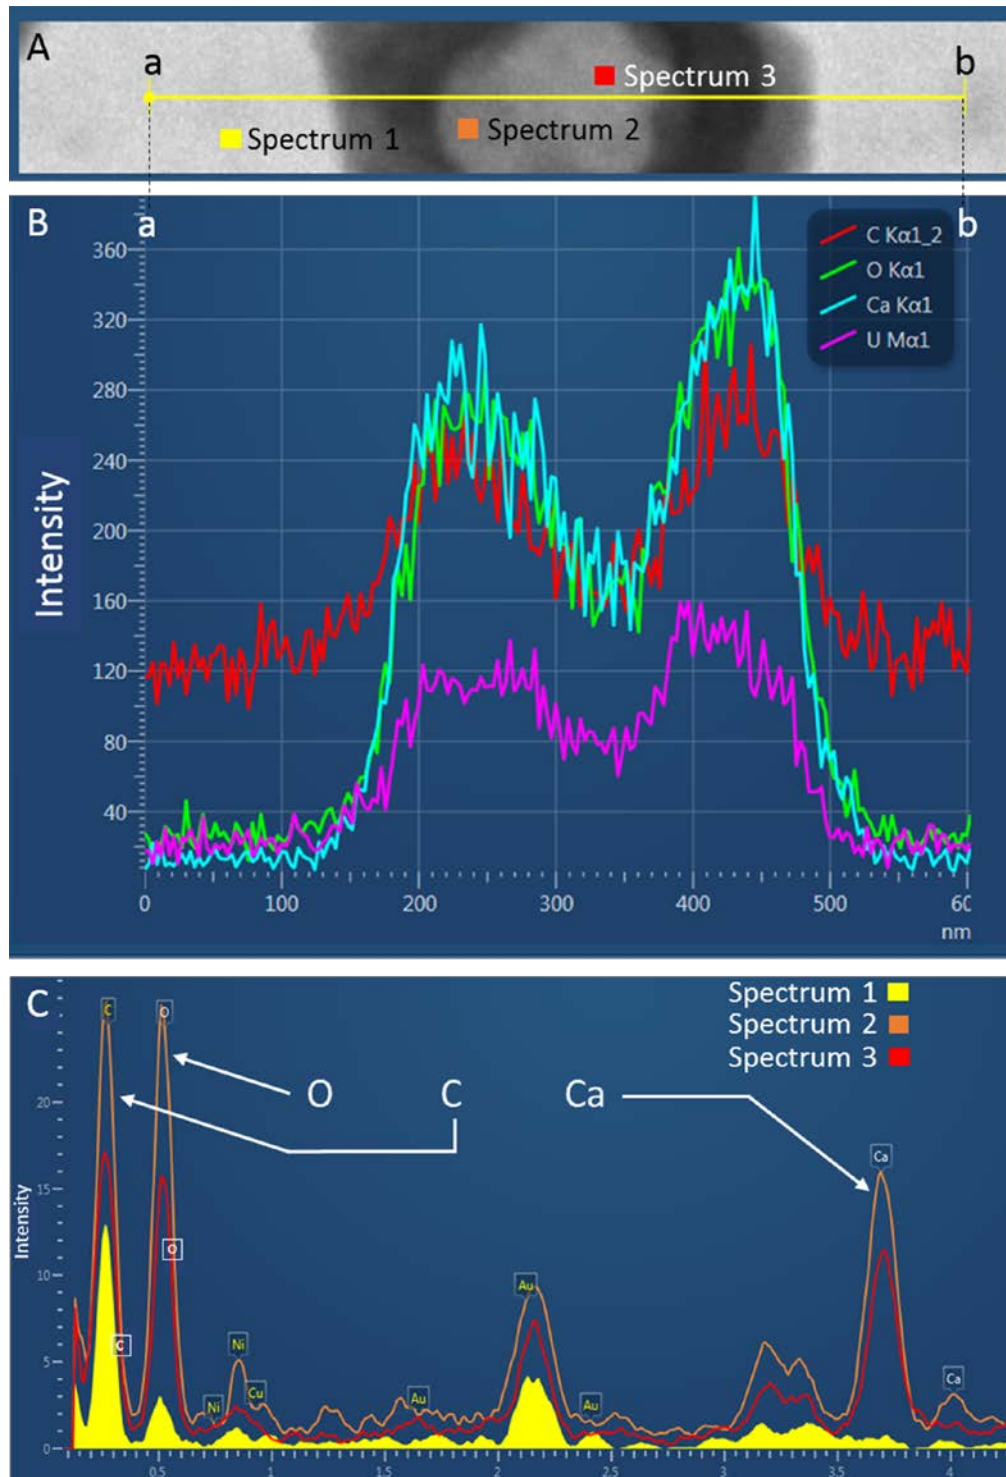 A
a
b
Spectrum 3
Spectrum 2
Spectrum 1
B
a
b
C Kα1_2
O Kα1
Ca Kα1
U Mα1
360
320
280
240
200
160
120
80
40
Intensity
0 100 200 300 400 500 60
nm
C
C
O
Spectrum 1
Spectrum 2
Spectrum 3
O C Ca
20
15
10
5
0
Intensity
Ca
O
Au
C
Ni
Cu
Ni
Au
Au
Ca
0.5 1 1.5 2 2.5 3 3.5 4